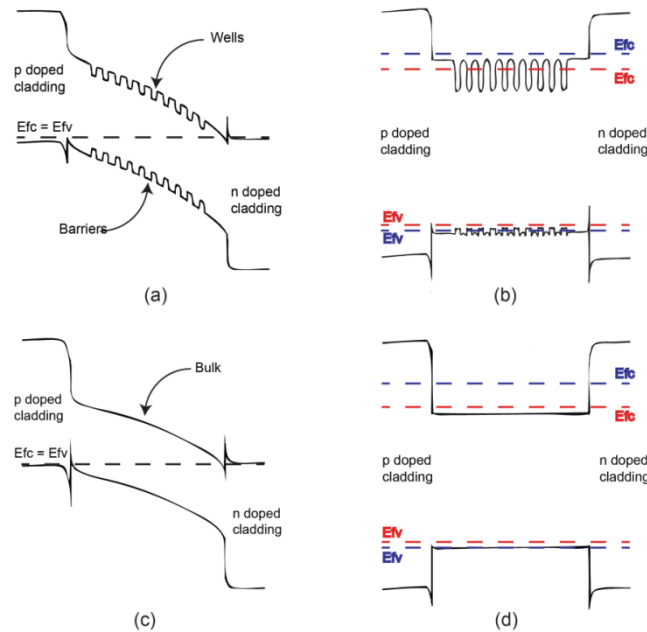 Wells
p doped
cladding
Efc = Efv
n doped
cladding
Barriers
(a)
Efc
Efc
p doped
cladding
n doped
cladding
Efv
Efv
(b)
Bulk
p doped
cladding
Efc = Efv
n doped
cladding
(c)
Efc
Efc
p doped
cladding
n doped
cladding
Efv
Efv
(d)